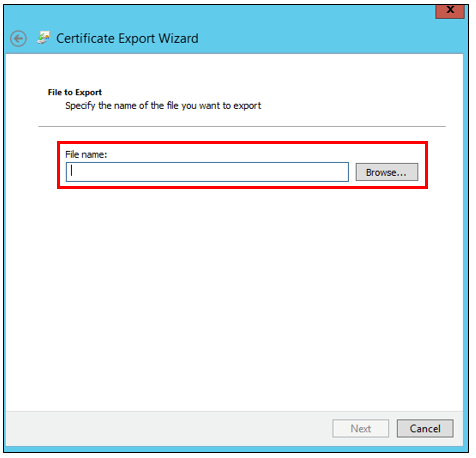 Certificate Export Wizard
File to Export
Specify the name of the file you want to export
File name:
Browse...
Next
Cancel